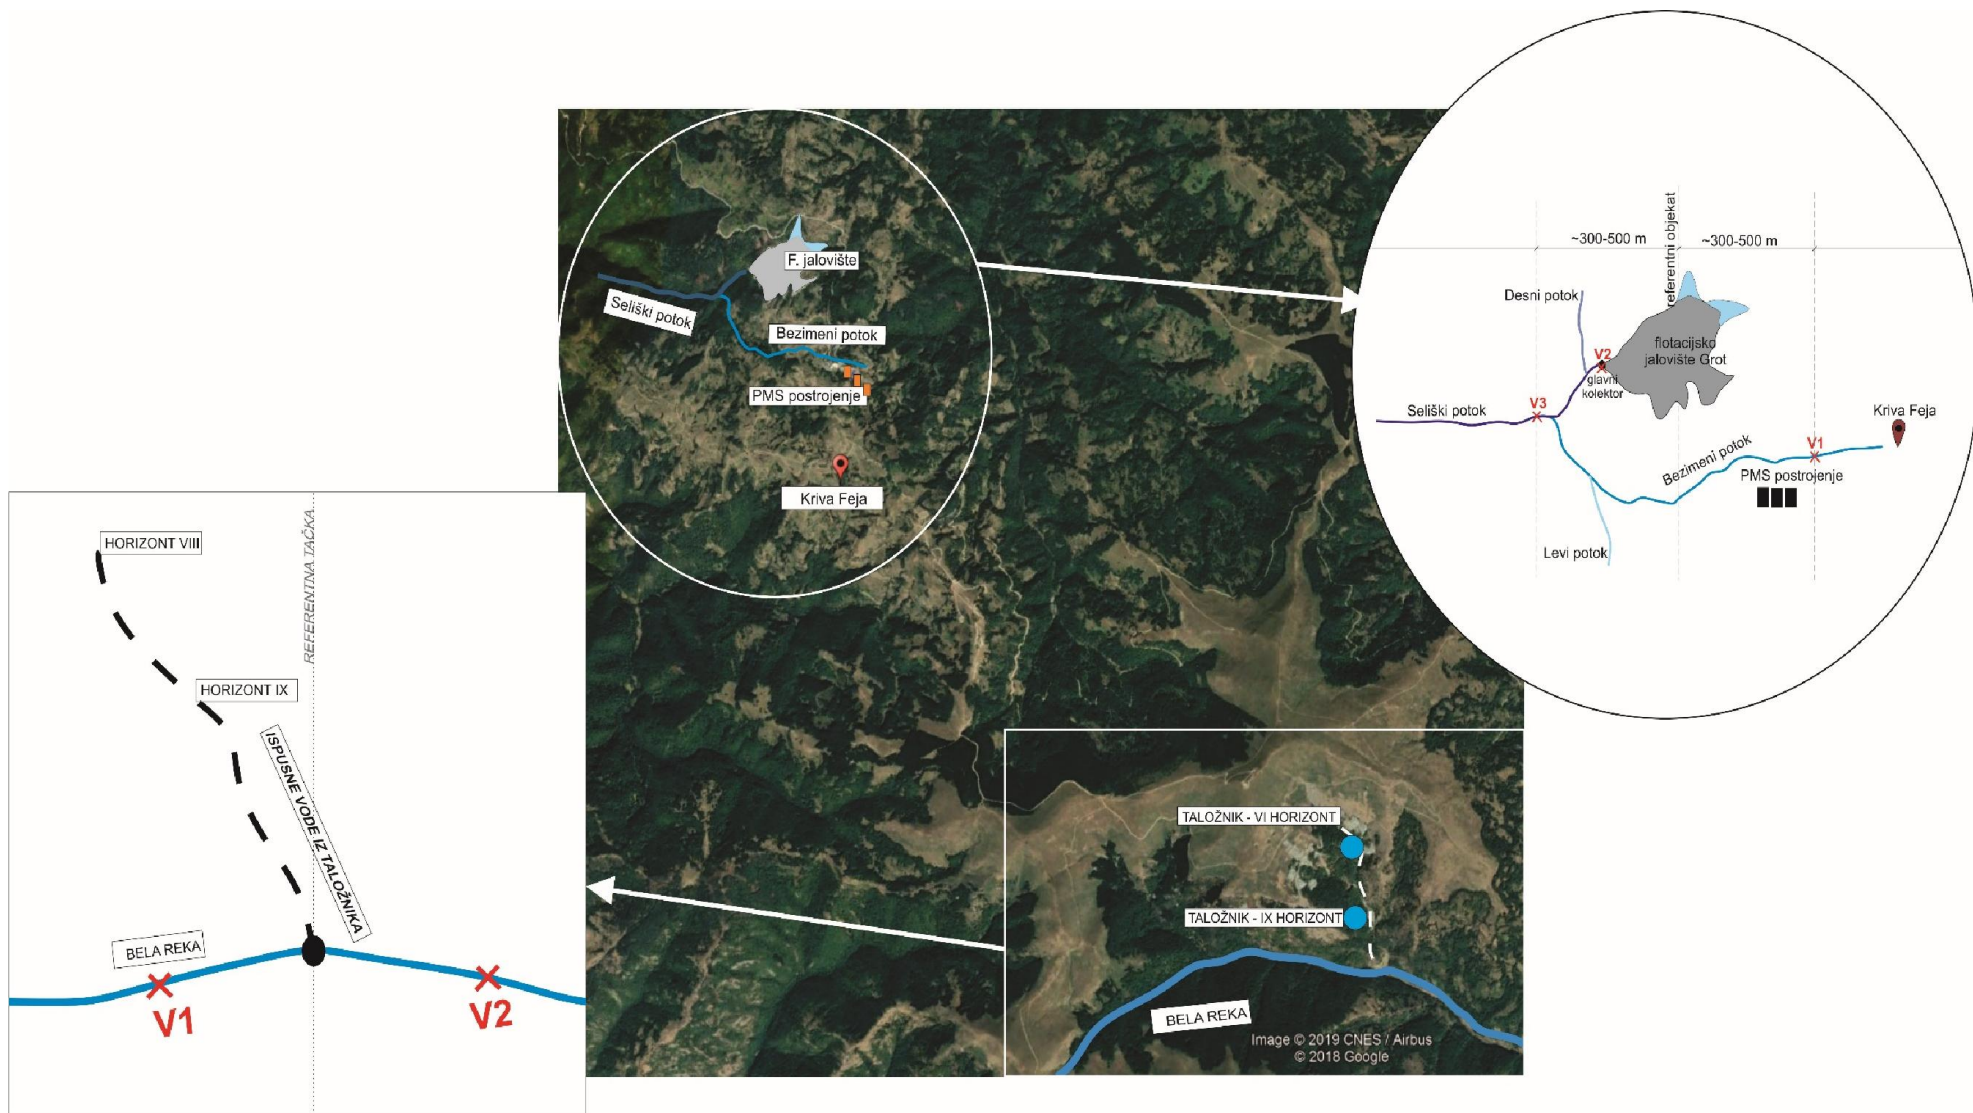 F. jalovište
Seliški potok
Bezimeni potok
PMS postrojenje
Kriva Feja
~300-500 m
referentni objekat
~300-500 m
Desni potok
V2
flotacijsko
jalovište Grot
glavni
kolektor
V3
Seliški potok
Kriva Feja
V1
Bezimeni potok
PMS postrojenje
Levi potok
HORIZONT VIII
REFERENTNA TAČKA
HORIZONT IX
ISPUSNE VODE IZ TALOŽNIKA
BELA REKA
V1
V2
TALOŽNIK - VI HORIZONT
TALOŽNIK - IX HORIZONT
BELA REKA
Image © 2019 CNES / Airbus
© 2018 Google